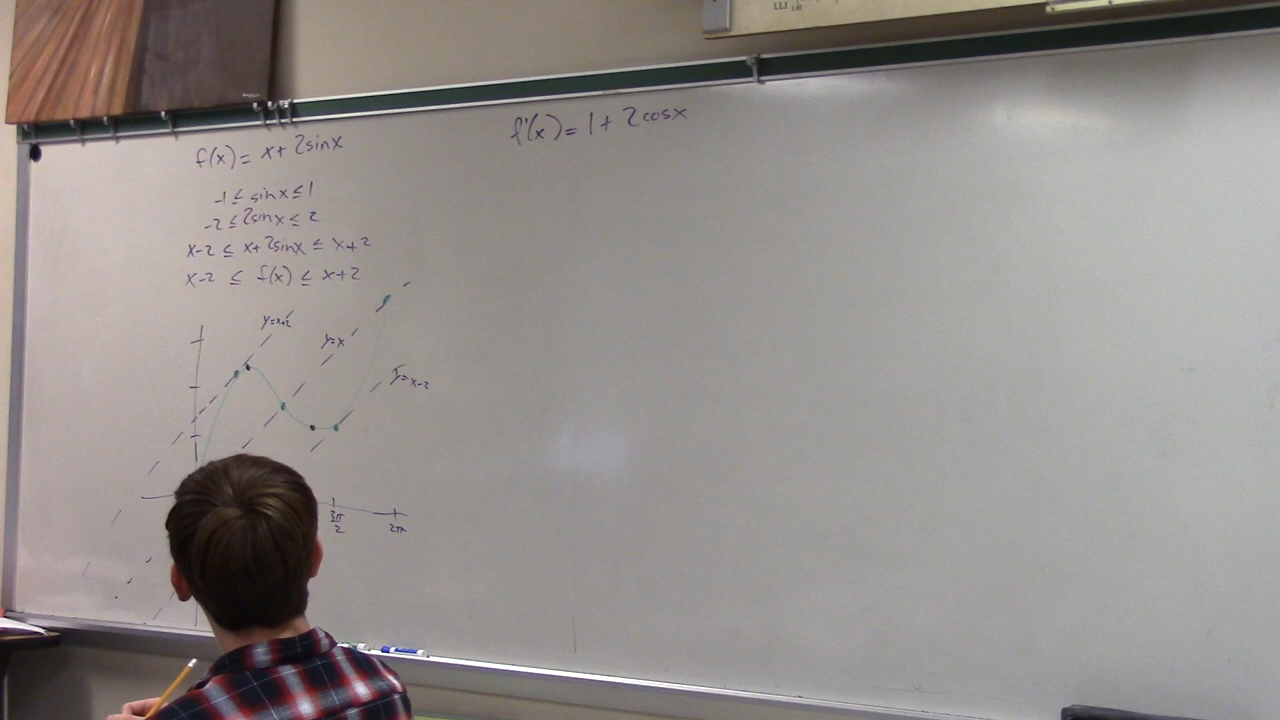 f(x) = x + 2sinx
-1 ≤ sinx ≤ 1
-2 ≤ 2sinx ≤ 2
x-2 ≤ x+2sinx ≤ x+2
x-2 ≤ f(x) ≤ x+2
y=x+2
y=x
y=x-2
3π/2
2π
f'(x) = 1 + 2cosx